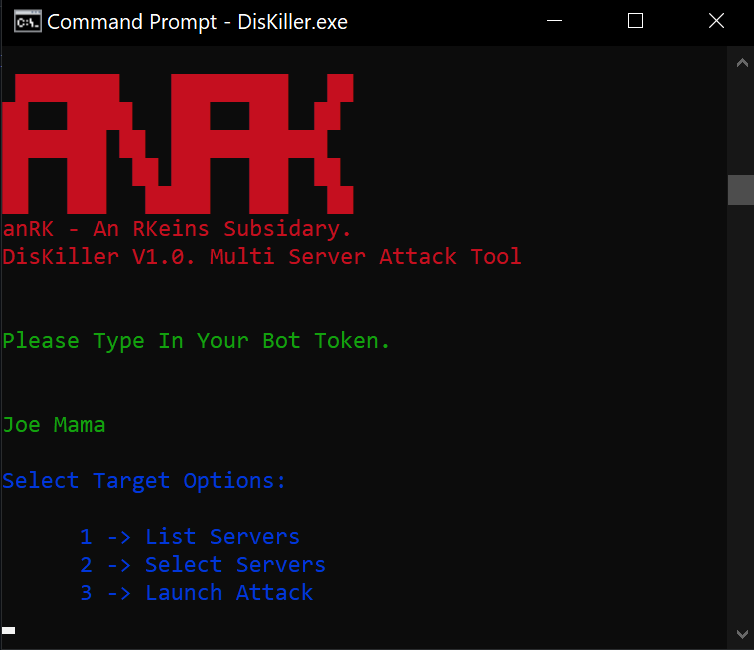 Command Prompt - DisKiller.exe
ANAK
anRK - An RKeins Subsidary.
DisKiller V1.0. Multi Server Attack Tool
Please Type In Your Bot Token.
Joe Mama
Select Target Options:
1 -> List Servers
2 -> Select Servers
3 -> Launch Attack